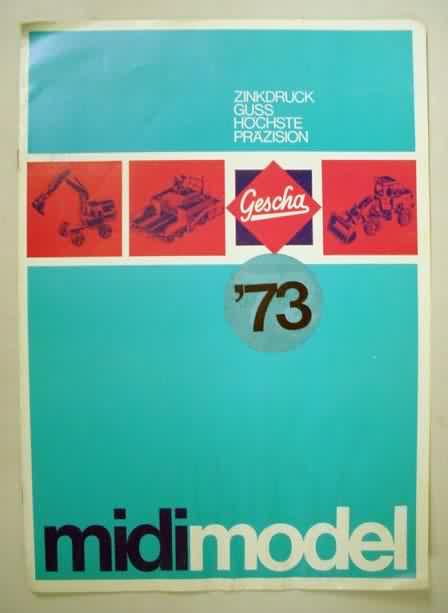 ZINKDRUCK
GUSS
HÖCHSTE
PRÄZISION
Gescha
'73
midimodel